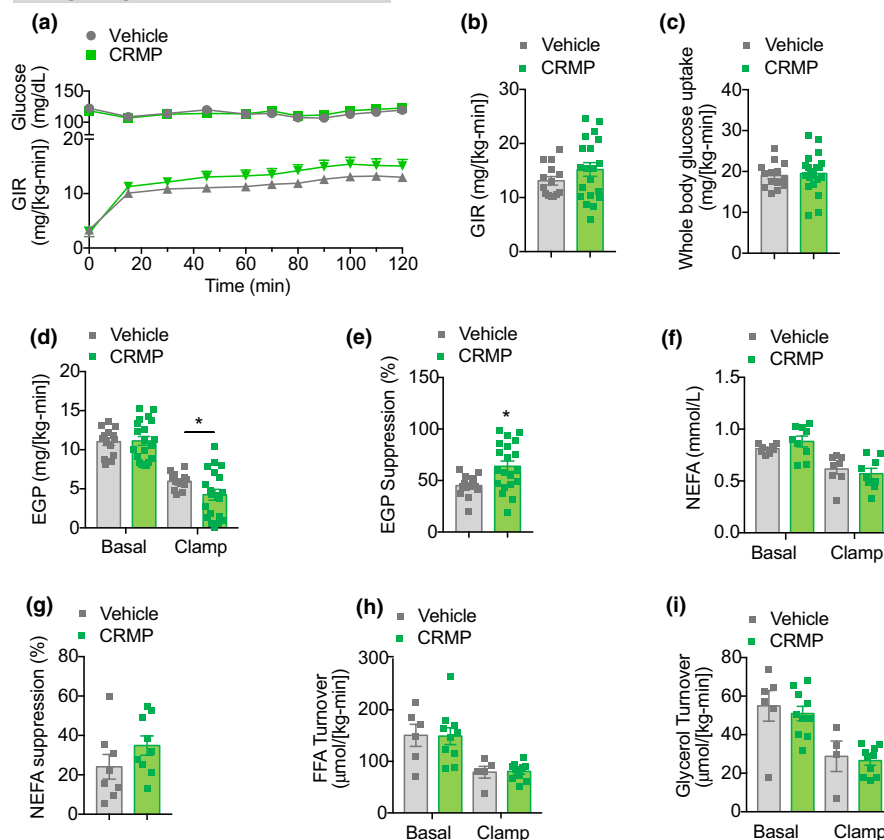 (a)
Vehicle
CRMP
Glucose
(mg/dL)
150
100
20
10
0
GIR
(mg/[kg-min])
0
20
40
60
80
100
120
Time (min)
(b)
Vehicle
CRMP
GIR (mg/[kg-min])
30
20
10
0
(c)
Vehicle
CRMP
Whole body glucose uptake
(mg/[kg-min])
40
30
20
10
0
(d)
Vehicle
CRMP
EGP (mg/[kg-min])
20
15
10
5
0
*
Basal
Clamp
(e)
Vehicle
CRMP
EGP Suppression (%)
150
100
50
0
*
(f)
Vehicle
CRMP
NEFA (mmol/L)
1.5
1.0
0.5
0.0
Basal
Clamp
(g)
Vehicle
CRMP
NEFA suppression (%)
80
60
40
20
0
(h)
Vehicle
CRMP
FFA Turnover
(μmol/[kg-min])
300
200
100
0
Basal
Clamp
(i)
Vehicle
CRMP
Glycerol Turnover
(μmol/[kg-min])
80
60
40
20
0
Basal
Clamp